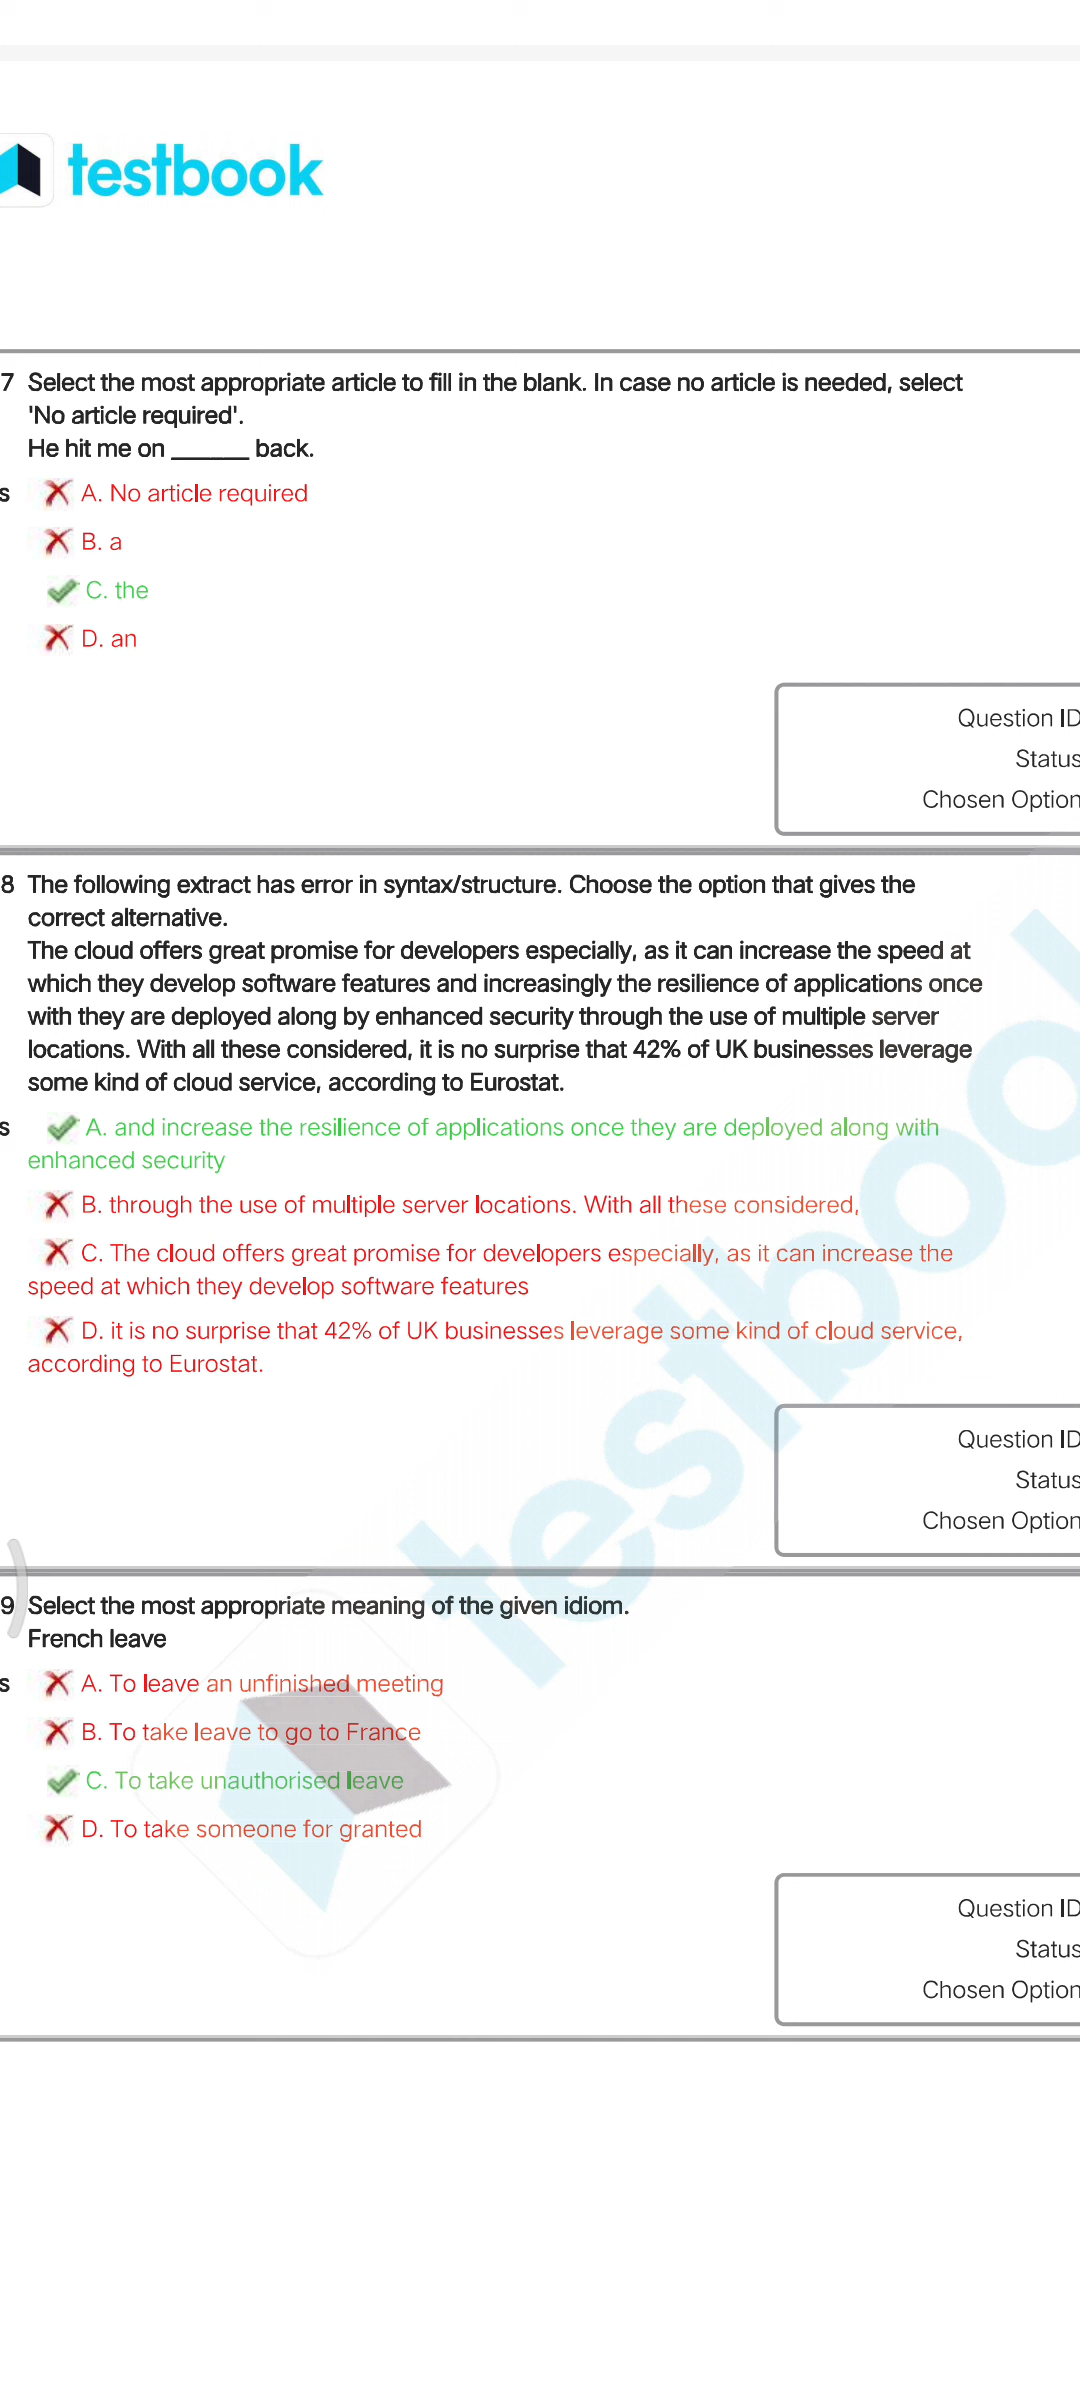 testbook
7 Select the most appropriate article to fill in the blank. In case no article is needed, select
'No article required'.
He hit me on ______ back.
s A. No article required
B. a
C. the
D. an
Question ID
Status
Chosen Option
8 The following extract has error in syntax/structure. Choose the option that gives the
correct alternative.
The cloud offers great promise for developers especially, as it can increase the speed at
which they develop software features and increasingly the resilience of applications once
with they are deployed along by enhanced security through the use of multiple server
locations. With all these considered, it is no surprise that 42% of UK businesses leverage
some kind of cloud service, according to Eurostat.
s A. and increase the resilience of applications once they are deployed along with
enhanced security
B. through the use of multiple server locations. With all these considered,
C. The cloud offers great promise for developers especially, as it can increase the
speed at which they develop software features
D. it is no surprise that 42% of UK businesses leverage some kind of cloud service,
according to Eurostat.
Question ID
Status
Chosen Option
9 Select the most appropriate meaning of the given idiom.
French leave
s A. To leave an unfinished meeting
B. To take leave to go to France
C. To take unauthorised leave
D. To take someone for granted
Question ID
Status
Chosen Option
testbook